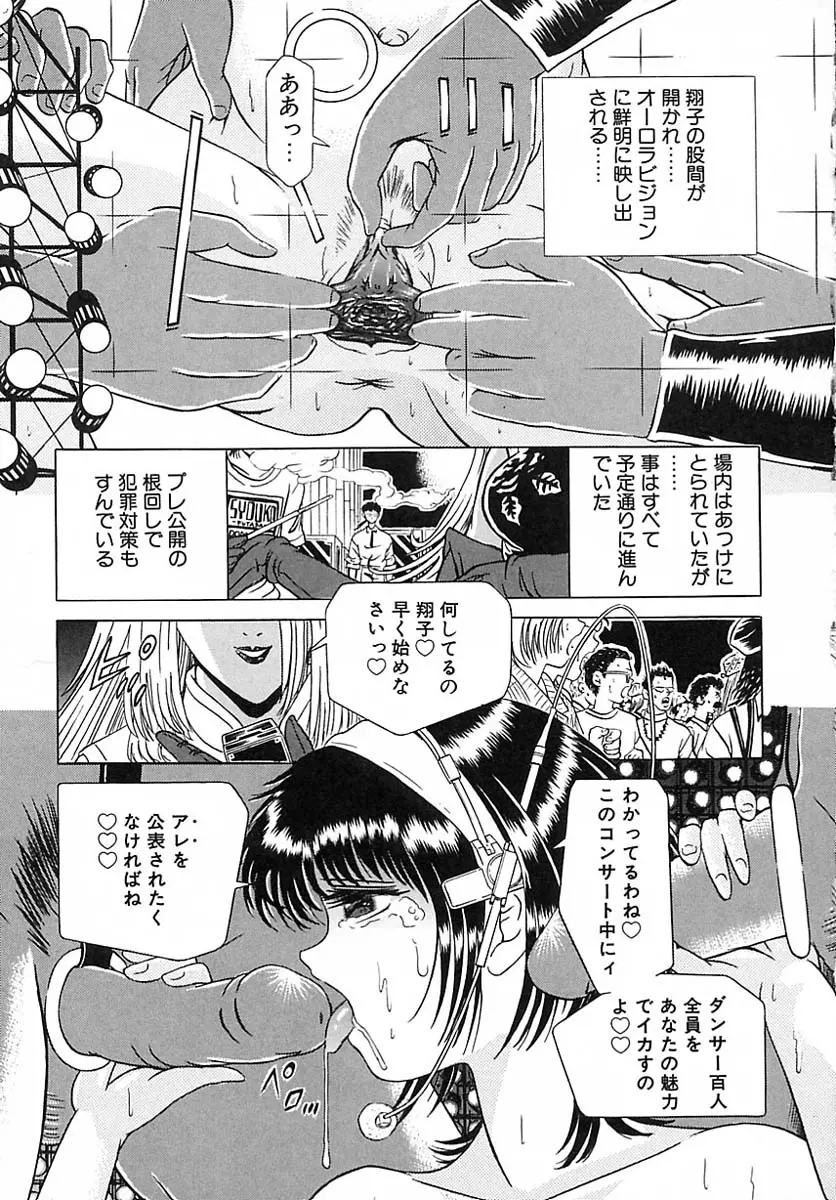 翔子の股間が
開かれ……
オーロラビジョン
に鮮明に映し出
される……
ああっ…
場内はあっけに
とられていたが
……
事はすべて
予定通りに進ん
でいた
SYOUKO
プレ公開の
根回しで
犯罪対策も
すんでいる
何してるの
翔子♡
早く始めな
さいっ♡
わかってるわね♡
このコンサート中にィ
ダンサー百人
全員を
あなたの魅力
でイカすの
よ♡♡
アレを
公表されたく
なければね
♡♡♡
ペロ…